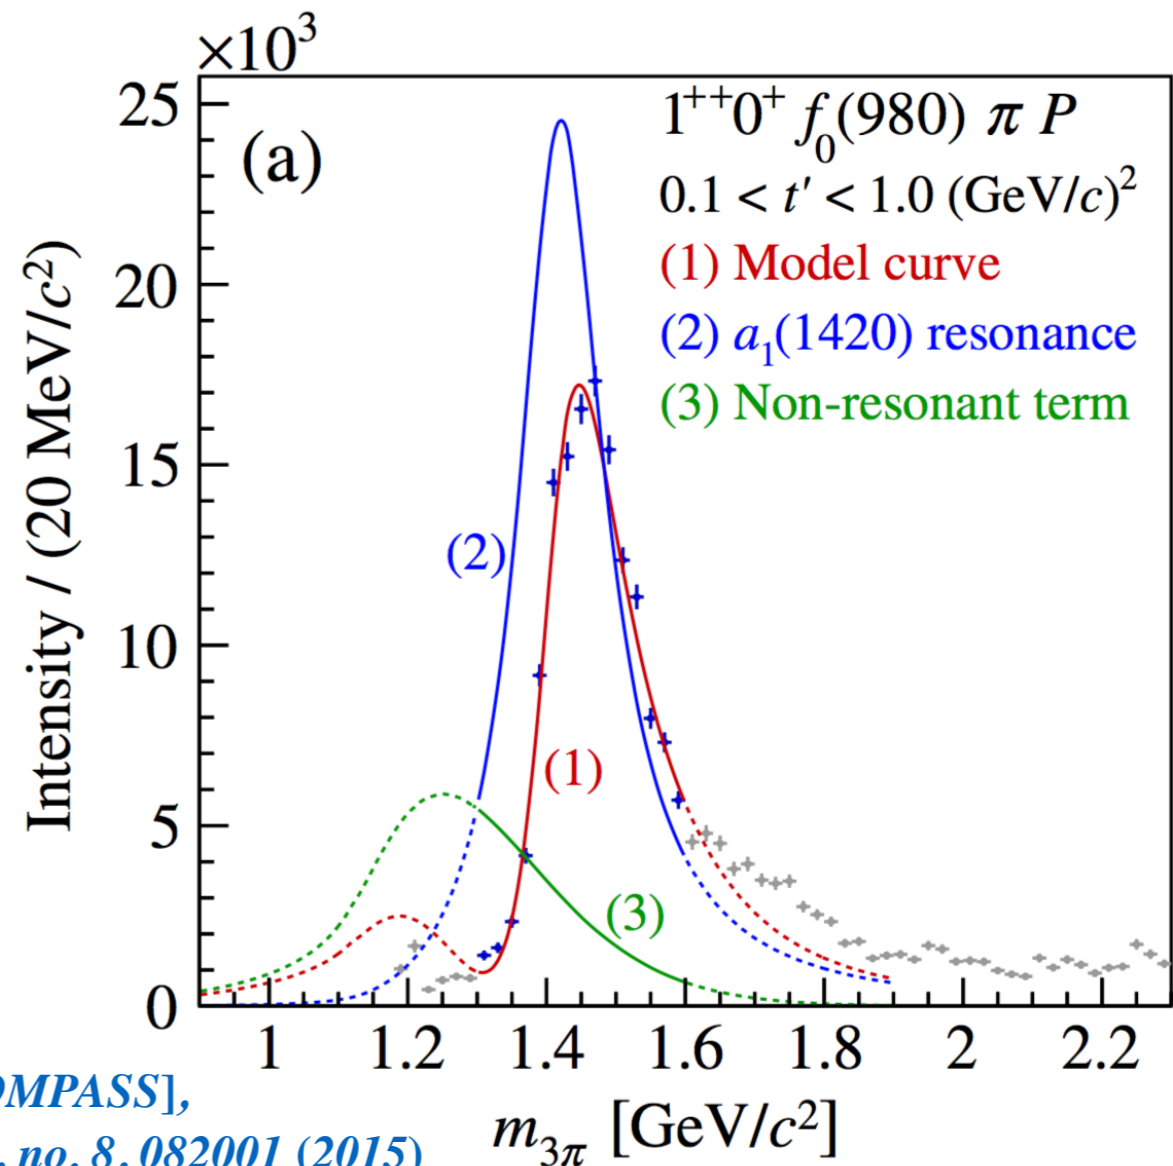 ×10³
25
20
15
10
5
0
Intensity / (20 MeV/c²)
(a)
1⁺⁺0⁺ f₀(980) π P
0.1 < t′ < 1.0 (GeV/c)²
(1) Model curve
(2) a₁(1420) resonance
(3) Non-resonant term
(2)
(1)
(3)
1 1.2 1.4 1.6 1.8 2 2.2
m₃π [GeV/c²]
OMPASS],
no. 8, 082001 (2015)